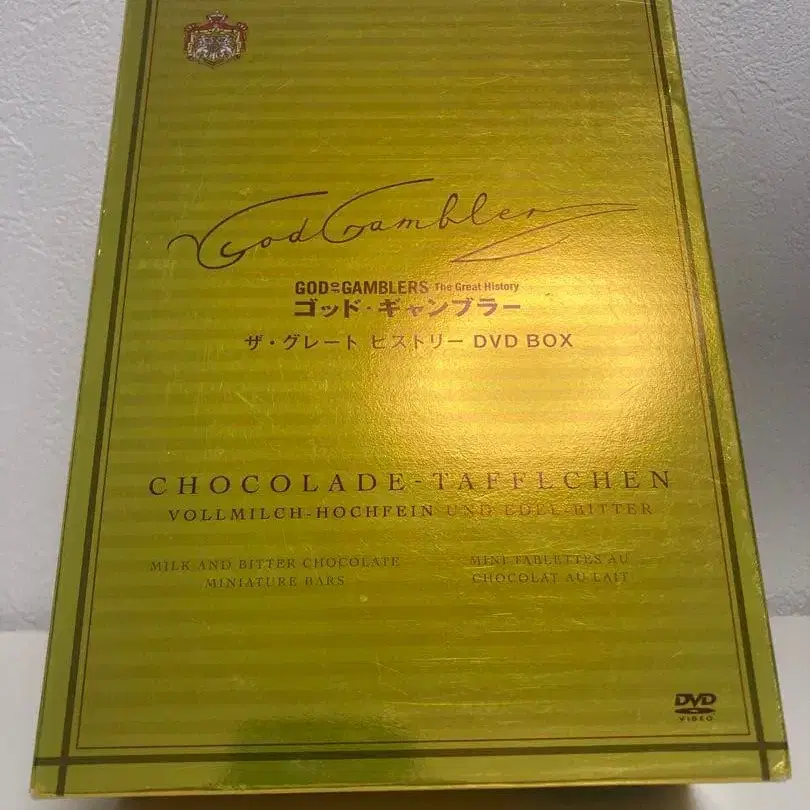 God Gambler
GOD OF GAMBLERS The Great History
ゴッド・ギャンブラー
ザ・グレート ヒストリー DVD BOX
CHOCOLADE-TÄFELCHEN
VOLLMILCH-HOCHFEIN UND EDEL-BITTER
MILK AND BITTER CHOCOLATE
MINIATURE BARS
MINI TABLETTES AU
CHOCOLAT AU LAIT
DVD
VIDEO